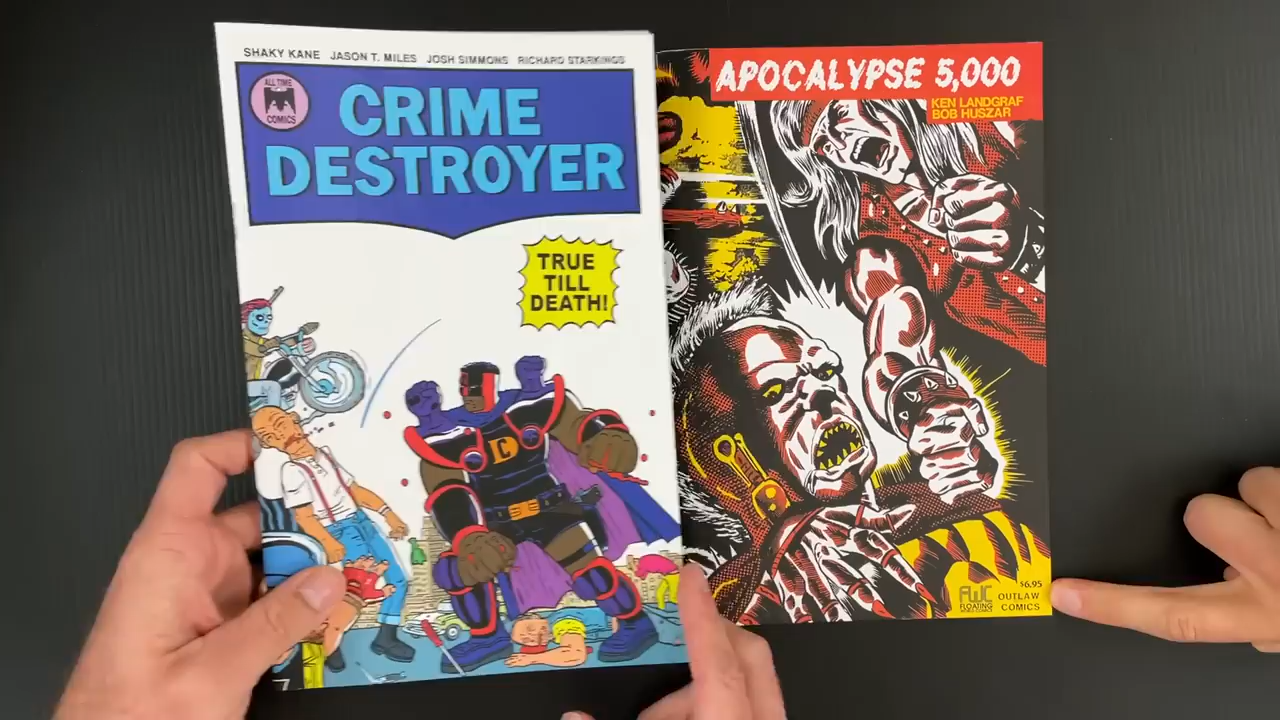 SHAKY KANE JASON T. MILES JOSH SIMMONS RICHARD STARKINGS
ALL TIME
COMICS
CRIME
DESTROYER
TRUE
TILL
DEATH!
C
APOCALYPSE 5,000
KEN LANDGRAF
BOB HUSZAR
$6.95
FWC
FLOATING
OUTLAW
COMICS